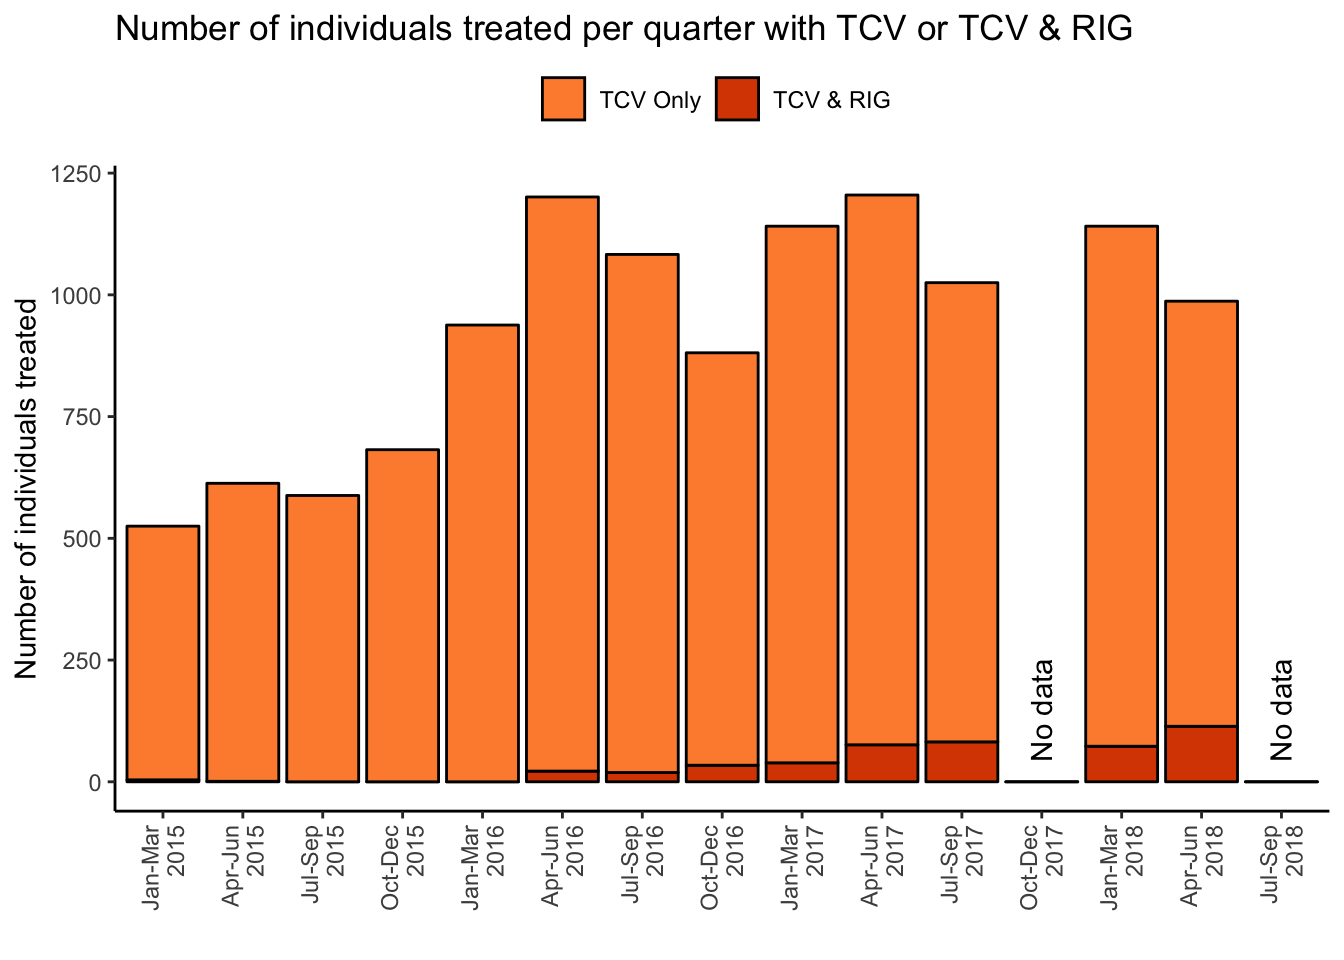 Number of individuals treated per quarter with TCV or TCV & RIG
TCV Only
TCV & RIG
Number of individuals treated
1250
1000
750
500
250
0
No data
No data
Jan-Mar
2015
Apr-Jun
2015
Jul-Sep
2015
Oct-Dec
2015
Jan-Mar
2016
Apr-Jun
2016
Jul-Sep
2016
Oct-Dec
2016
Jan-Mar
2017
Apr-Jun
2017
Jul-Sep
2017
Oct-Dec
2017
Jan-Mar
2018
Apr-Jun
2018
Jul-Sep
2018